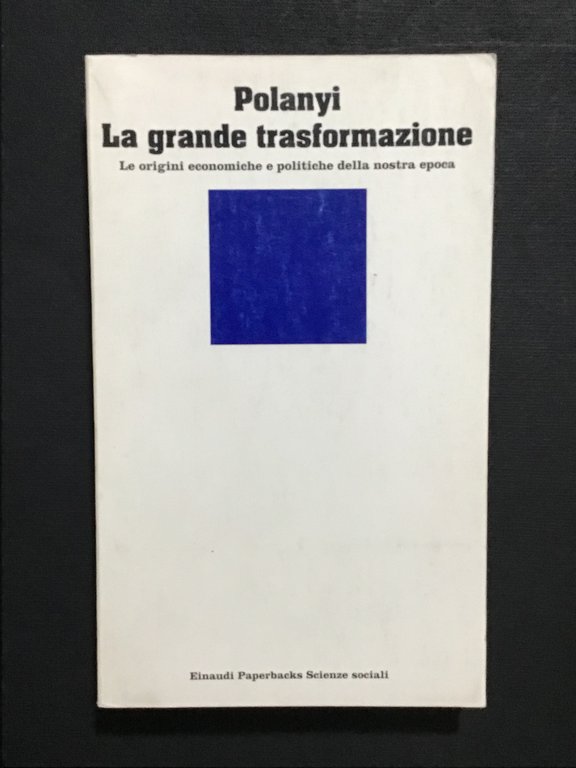 Polanyi
La grande trasformazione
Le origini economiche e politiche della nostra epoca
Einaudi Paperbacks Scienze sociali